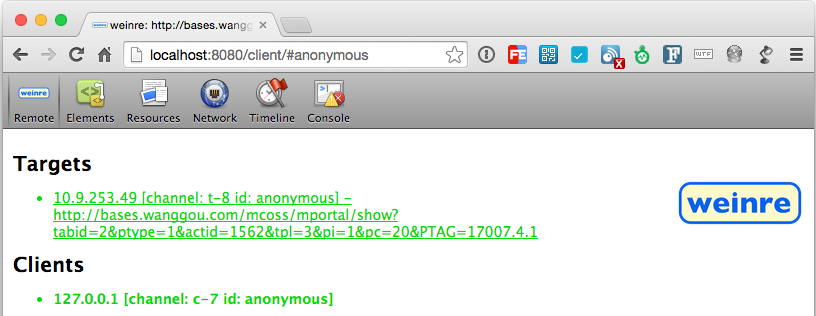 weinre: http://bases.wangg
localhost:8080/client/#anonymous
WTF
weinre
Remote Elements Resources Network Timeline Console
Targets
10.9.253.49 [channel: t-8 id: anonymous] –
http://bases.wanggou.com/mcoss/mportal/show?
tabid=2&ptype=1&actid=1562&tpl=3&pi=1&pc=20&PTAG=17007.4.1
weinre
Clients
127.0.0.1 [channel: c-7 id: anonymous]